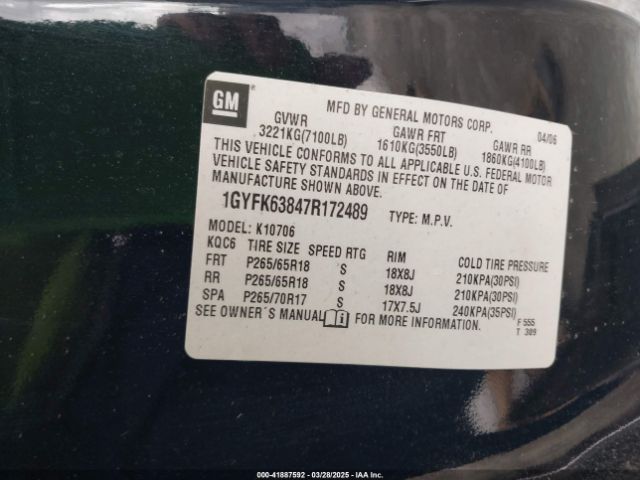 GM
MFD BY GENERAL MOTORS CORP. 04/06
GVWR GAWR FRT GAWR RR
3221KG(7100LB) 1610KG(3550LB) 1860KG(4100LB)
THIS VEHICLE CONFORMS TO ALL APPLICABLE U.S. FEDERAL MOTOR
VEHICLE SAFETY STANDARDS IN EFFECT ON THE DATE OF
MANUFACTURE SHOWN ABOVE.
1GYFK63847R172489 TYPE: M.P.V.
MODEL: K10706
KQC6 TIRE SIZE SPEED RTG RIM COLD TIRE PRESSURE
FRT P265/65R18 S 18X8J 210KPA(30PSI)
RR P265/65R18 S 18X8J 210KPA(30PSI)
SPA P265/70R17 S 17X7.5J 240KPA(35PSI)
SEE OWNER´S MANUAL i FOR MORE INFORMATION.
F 555
T 309
000-41887592 — 03/28/2025 — IAA Inc.